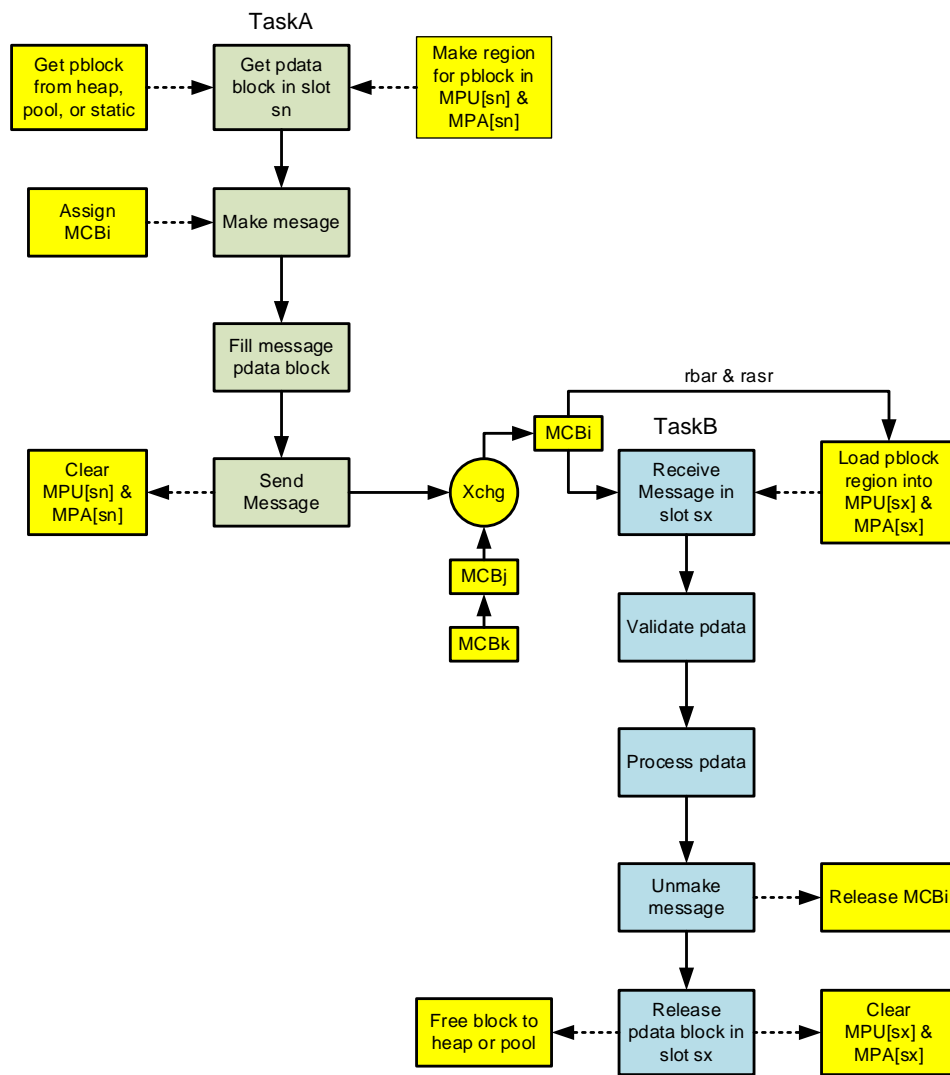 TaskA
Get pblock
from heap,
pool, or static
Get pdata
block in slot
sn
Make region
for pblock in
MPU[sn] &
MPA[sn]
Assign
MCBi
Make mesage
Fill message
pdata block
rbar & rasr
Clear
MPU[sn] &
MPA[sn]
Send
Message
Xchg
MCBi
TaskB
Receive
Message in
slot sx
Load pblock
region into
MPU[sx] &
MPA[sx]
MCBj
MCBk
Validate pdata
Process pdata
Unmake
message
Release MCBi
Free block to
heap or pool
Release
pdata block in
slot sx
Clear
MPU[sx] &
MPA[sx]